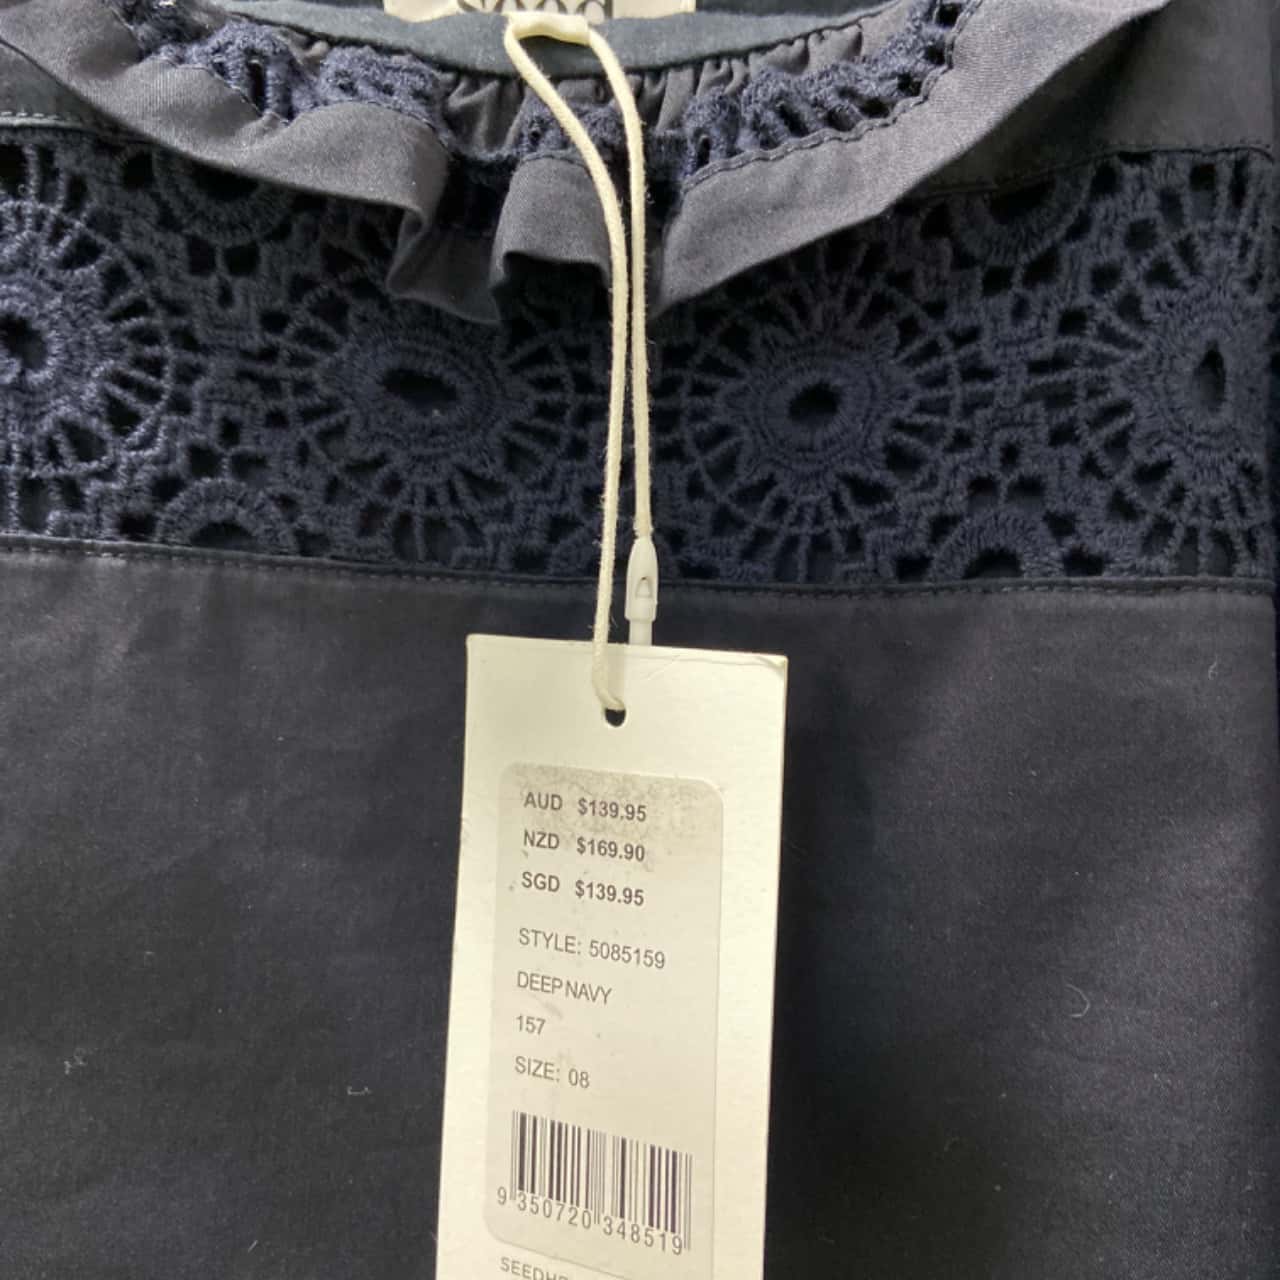 AUD $139.95
NZD $169.90
SGD $139.95
STYLE: 5085159
DEEP NAVY
157
SIZE: 08
9 350720 348519